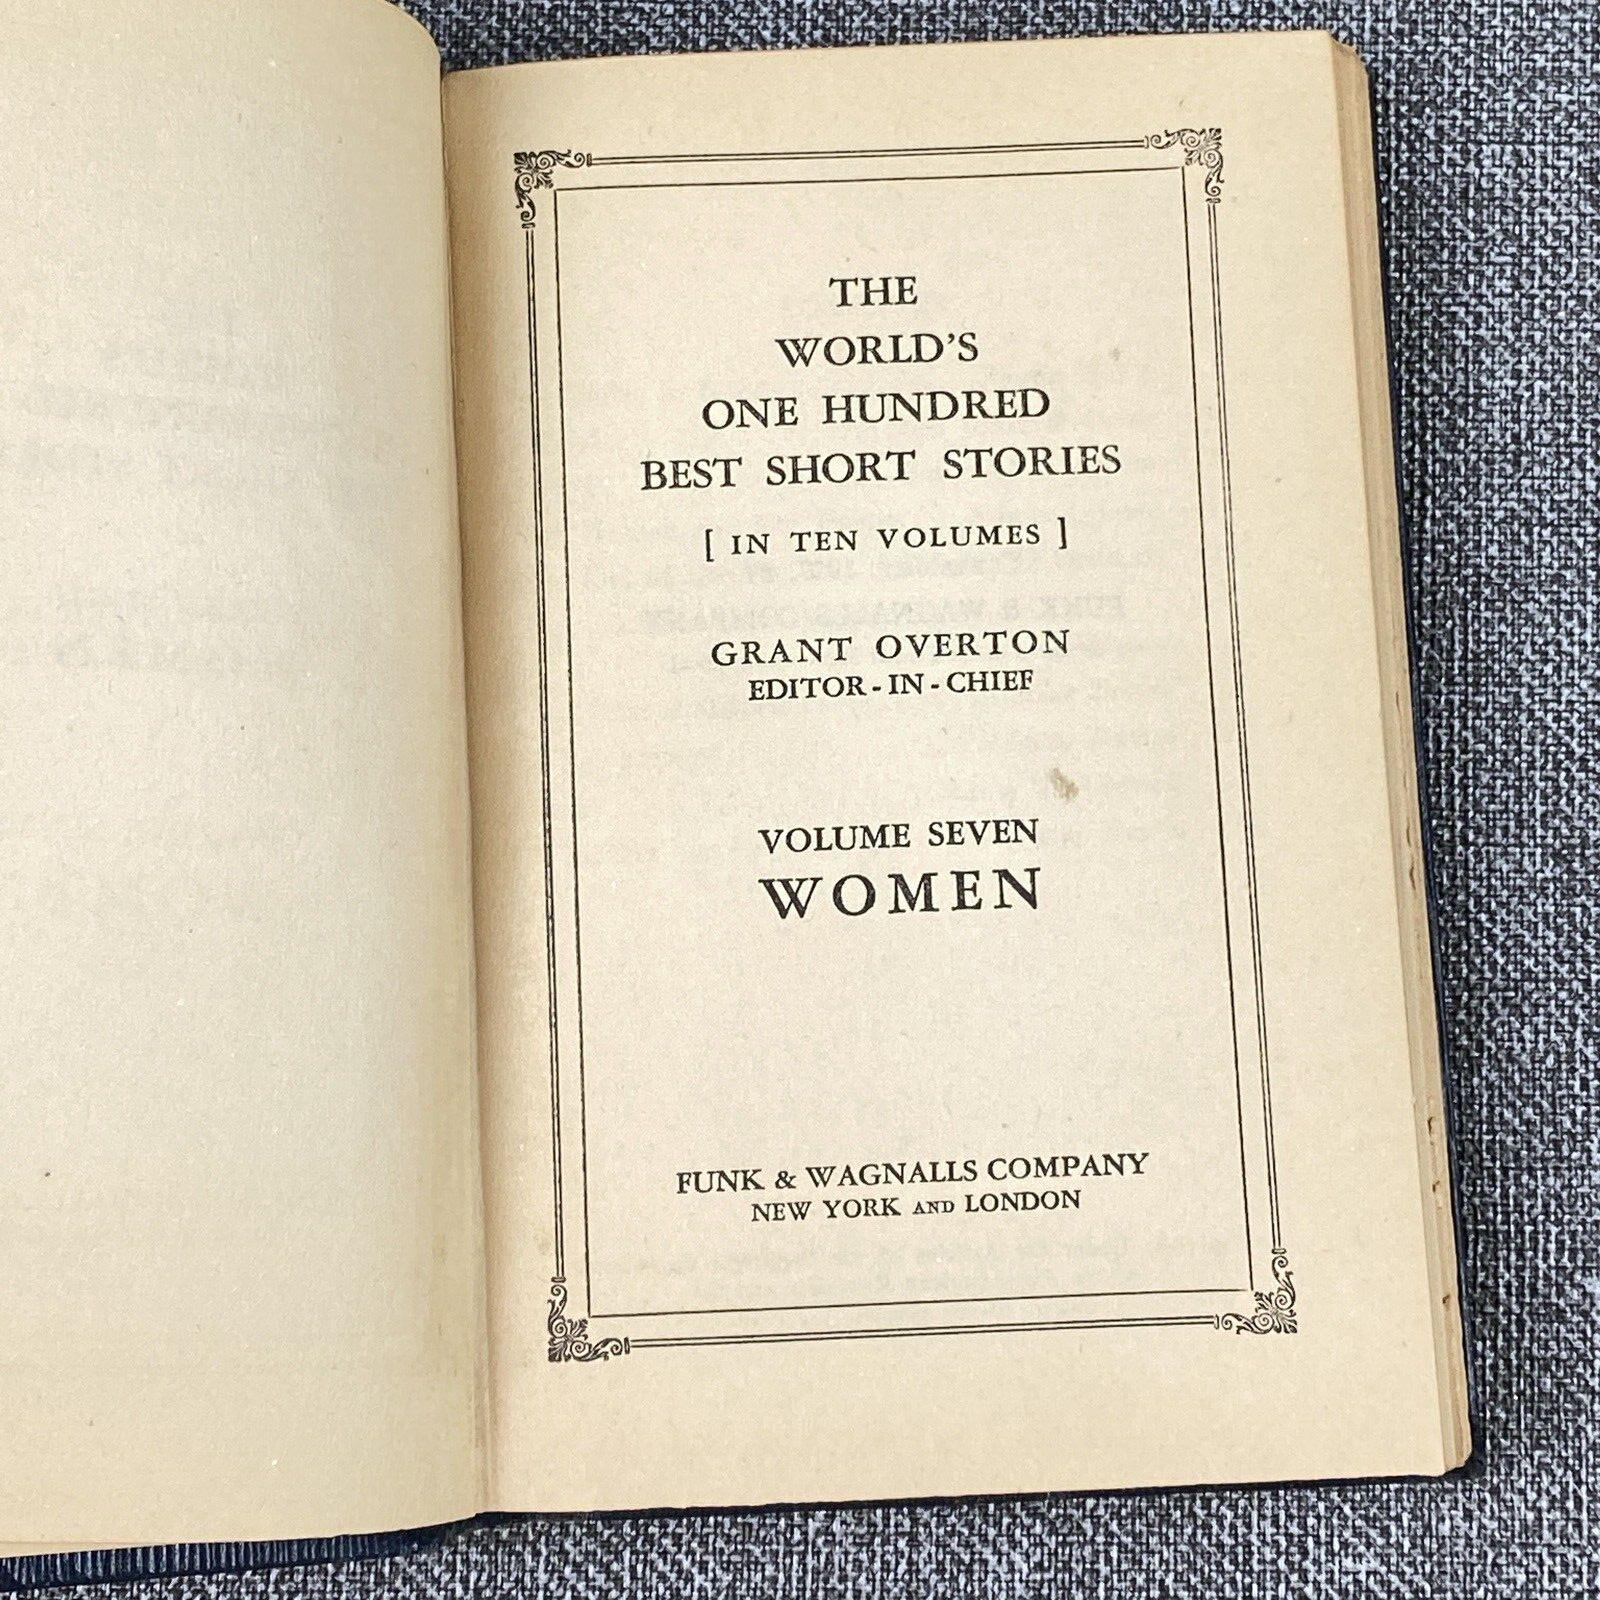 THE
WORLD'S
ONE HUNDRED
BEST SHORT STORIES
[ IN TEN VOLUMES ]
GRANT OVERTON
EDITOR-IN-CHIEF
VOLUME SEVEN
WOMEN
FUNK & WAGNALLS COMPANY
NEW YORK AND LONDON